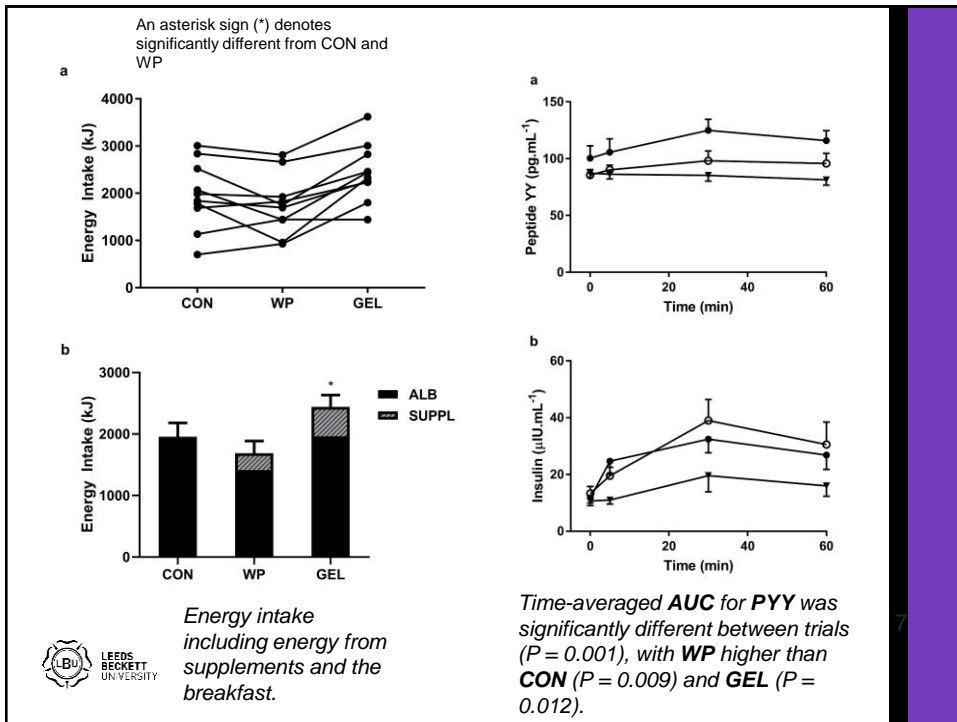 An asterisk sign (*) denotes
significantly different from CON and
WP
a
4000
3000
2000
1000
0
Energy Intake (kJ)
CON WP GEL
b
3000
2000
1000
0
Energy Intake (kJ)
*
ALB
SUPPL
CON WP GEL
Energy intake
including energy from
supplements and the
breakfast.
LBU
LEEDS
BECKETT
UNIVERSITY
a
150
100
50
0
Peptide YY (pg.mL⁻¹)
0 20 40 60
Time (min)
b
60
40
20
0
Insulin (µIU.mL⁻¹)
0 20 40 60
Time (min)
Time-averaged AUC for PYY was
significantly different between trials
(P = 0.001), with WP higher than
CON (P = 0.009) and GEL (P =
0.012).
7